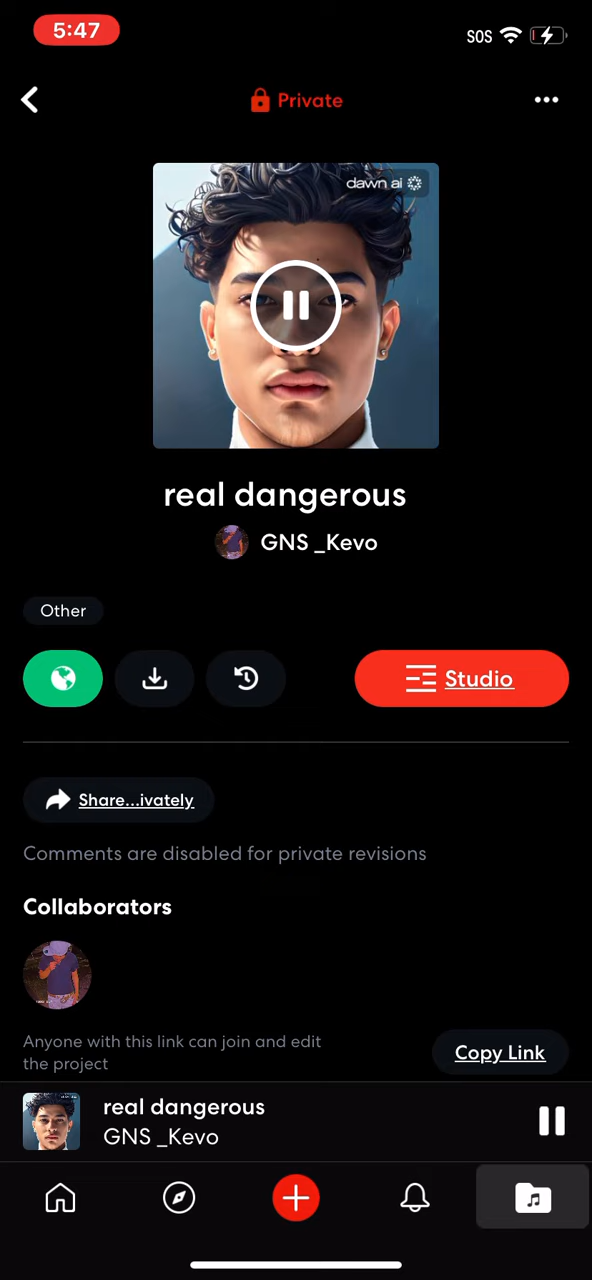 5:47
SOS
Private
dawn ai
real dangerous
GNS _Kevo
Other
Studio
Share...ivately
Comments are disabled for private revisions
Collaborators
Anyone with this link can join and edit
the project
Copy Link
real dangerous
GNS _Kevo